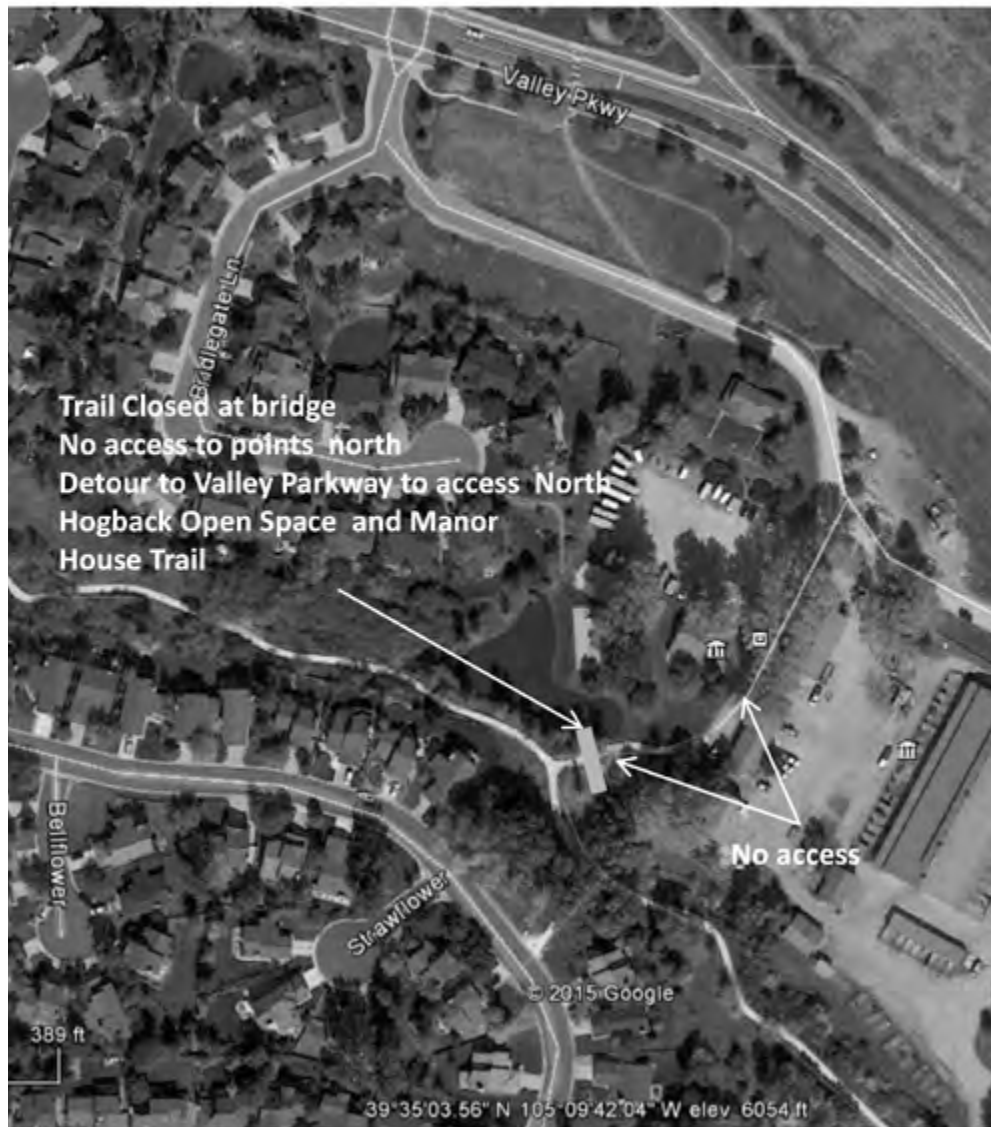 Valley Pkwy
Bridlegate Ln
Trail Closed at bridge
No access to points north
Detour to Valley Parkway to access North
Hogback Open Space and Manor
House Trail
No access
Bellflower
Strawflower
© 2015 Google
389 ft
39°35'03.56" N 105°09'42.04" W elev. 6054 ft